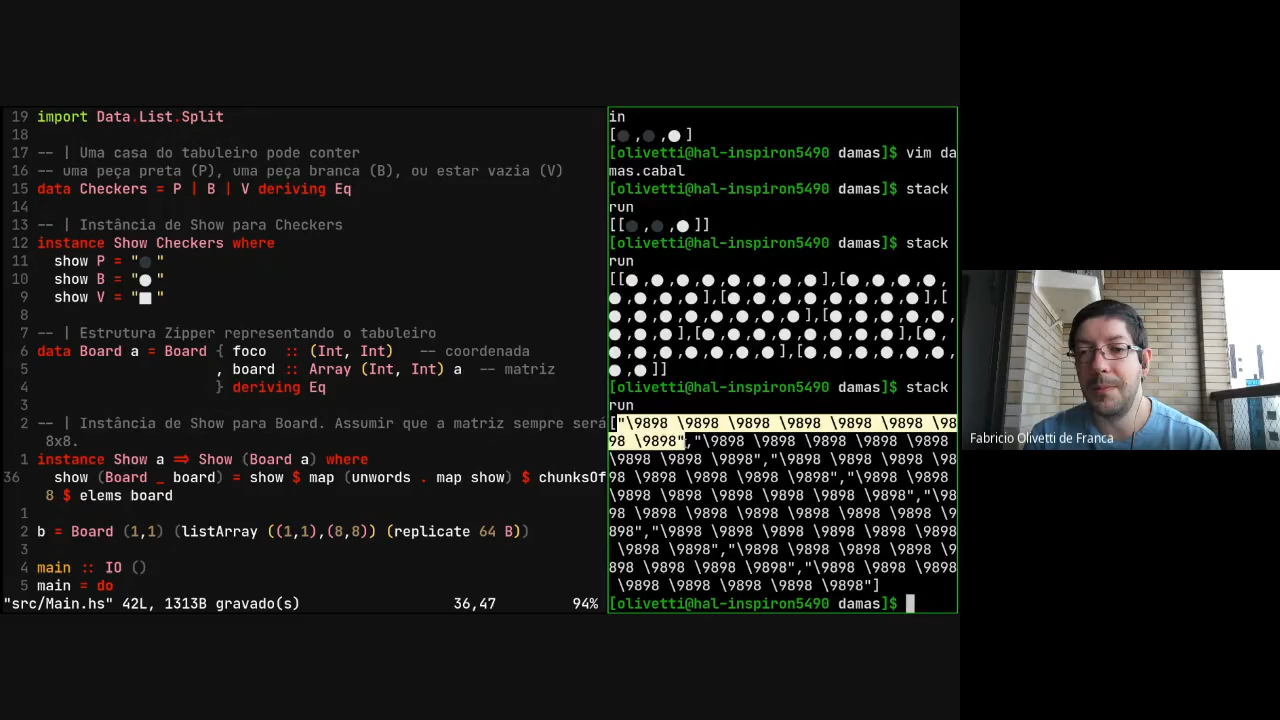 19 import Data.List.Split
18
17 -- | Uma casa do tabuleiro pode conter
16 -- uma peça preta (P), uma peça branca (B), ou estar vazia (V)
15 data Checkers = P | B | V deriving Eq
14
13 -- | Instância de Show para Checkers
12 instance Show Checkers where
11 show P = "⚫"
10 show B = "⚪"
9 show V = "⬜"
8
7 -- | Estrutura Zipper representando o tabuleiro
6 data Board a = Board { foco :: (Int, Int) -- coordenada
5 , board :: Array (Int, Int) a -- matriz
4 } deriving Eq
3
2 -- | Instância de Show para Board. Assumir que a matriz sempre será
8x8.
1 instance Show a => Show (Board a) where
36 show (Board _ board) = show $ map (unwords . map show) $ chunksOf
8 $ elems board
1
2 b = Board (1,1) (listArray ((1,1),(8,8)) (replicate 64 B))
3
4 main :: IO ()
5 main = do
"src/Main.hs" 42L, 1313B gravado(s) 36,47 94%
in
[⚫,⚫,⚪]
[olivetti@hal-inspiron5490 damas]$ vim da
mas.cabal
[olivetti@hal-inspiron5490 damas]$ stack
run
[[⚫,⚫,⚪]]
[olivetti@hal-inspiron5490 damas]$ stack
run
[[⚪,⚪,⚪,⚪,⚪,⚪,⚪,⚪],[⚪,⚪,⚪,⚪,
⚪,⚪,⚪,⚪],[⚪,⚪,⚪,⚪,⚪,⚪,⚪,⚪],[
⚪,⚪,⚪,⚪,⚪,⚪,⚪,⚪],[⚪,⚪,⚪,⚪,⚪,
⚪,⚪,⚪],[⚪,⚪,⚪,⚪,⚪,⚪,⚪,⚪],[⚪,
⚪,⚪,⚪,⚪,⚪,⚪,⚪],[⚪,⚪,⚪,⚪,⚪,⚪,
⚪,⚪]]
[olivetti@hal-inspiron5490 damas]$ stack
run
["\9898 \9898 \9898 \9898 \9898 \9898 \98
98 \9898","\9898 \9898 \9898 \9898 \9898
\9898 \9898 \9898","\9898 \9898 \9898 \98
98 \9898 \9898 \9898 \9898","\9898 \9898
\9898 \9898 \9898 \9898 \9898 \9898","\98
98 \9898 \9898 \9898 \9898 \9898 \9898 \9
898","\9898 \9898 \9898 \9898 \9898 \9898
\9898 \9898","\9898 \9898 \9898 \9898 \9
898 \9898 \9898 \9898","\9898 \9898 \9898
\9898 \9898 \9898 \9898 \9898"]
[olivetti@hal-inspiron5490 damas]$
Fabricio Olivetti de Franca